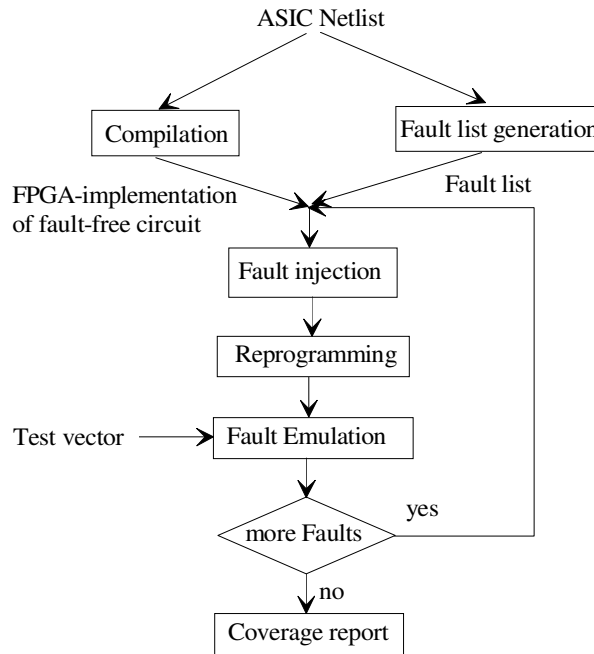 ASIC Netlist
Compilation
Fault list generation
FPGA-implementation
of fault-free circuit
Fault list
Fault injection
Reprogramming
Test vector
Fault Emulation
more Faults
yes
no
Coverage report